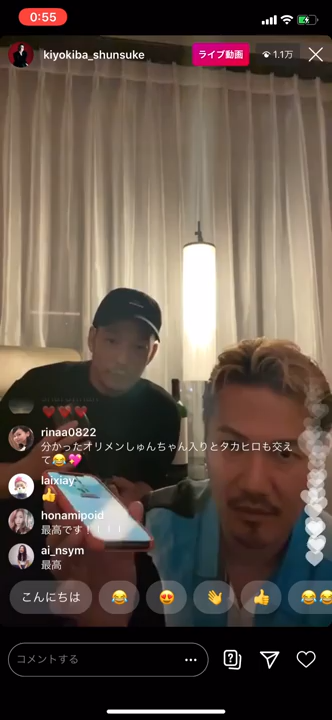 0:55
kiyokiba_shunsuke
ライブ動画
1.1万
rinaa0822
分かったオリメンしゅんちゃん入りとタカヒロも交え
て😂💖
laixiay
👍
honamipoid
最高です！！！！
ai_nsym
最高
こんにちは
コメントする